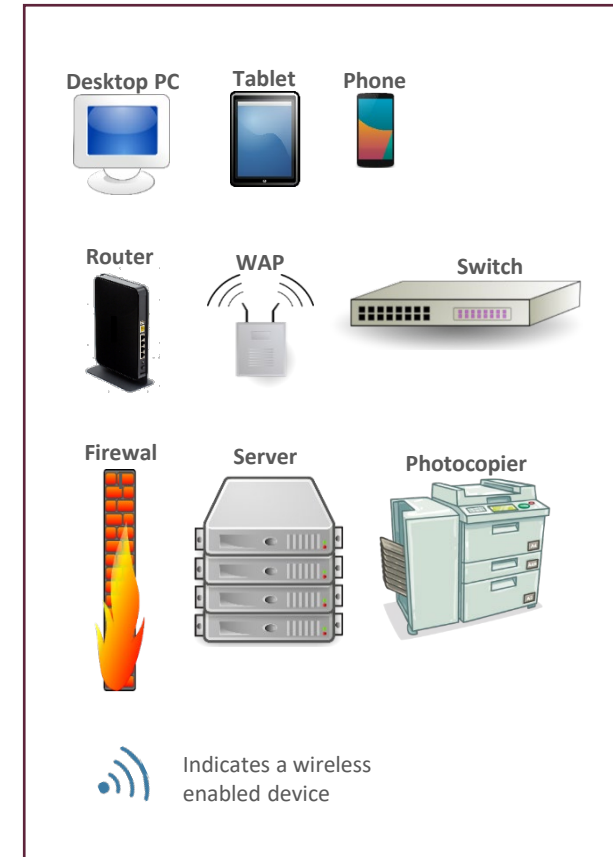 Desktop PC
Tablet
Phone
Router
WAP
Switch
Firewal
Server
Photocopier
Indicates a wireless
enabled device